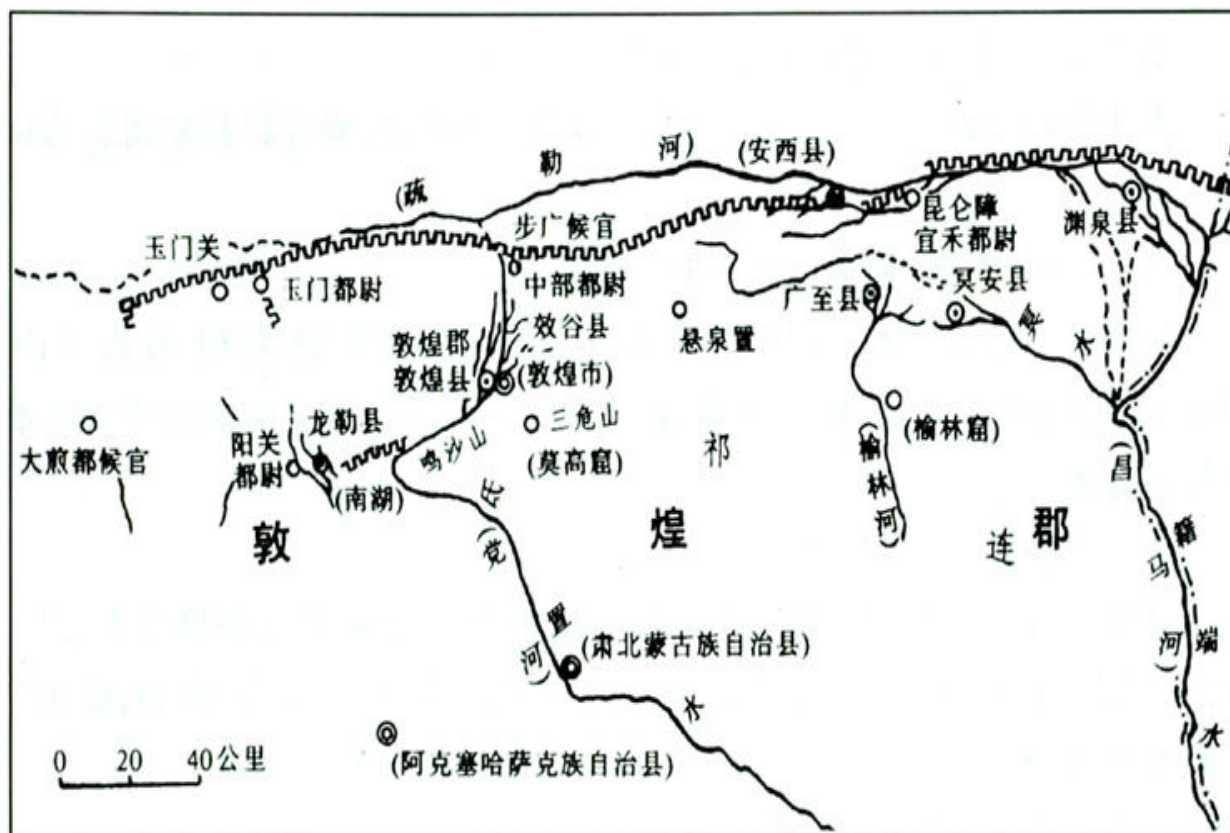 (疏勒河)
(安西县)
玉门关
步广候官
昆仑障
宜禾都尉
渊泉县
玉门都尉
中部都尉
冥安县
广至县
效谷县
悬泉置
冥水
敦煌郡
敦煌县
(敦煌市)
龙勒县
三危山
(莫高窟)
鸣沙山
大煎都候官
阳关
都尉
(南湖)
(榆林窟)
(榆林河)
祁连
敦煌郡
氐置水
(党河)
(昌马河)
籍端水
(肃北蒙古族自治县)
(阿克塞哈萨克族自治县)
0 20 40公里